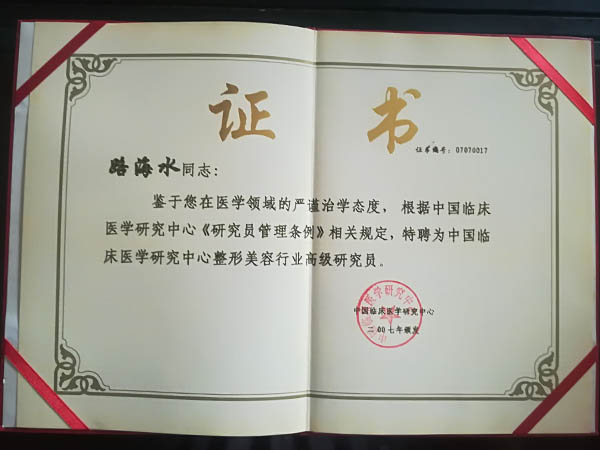 证书
证书编号：07070017
路海水同志：
鉴于您在医学领域的严谨治学态度，根据中国临床
医学研究中心《研究员管理条例》相关规定，特聘为中国临
床医学研究中心整形美容行业高级研究员。
中国临床医学研究中心
二00七年颁发